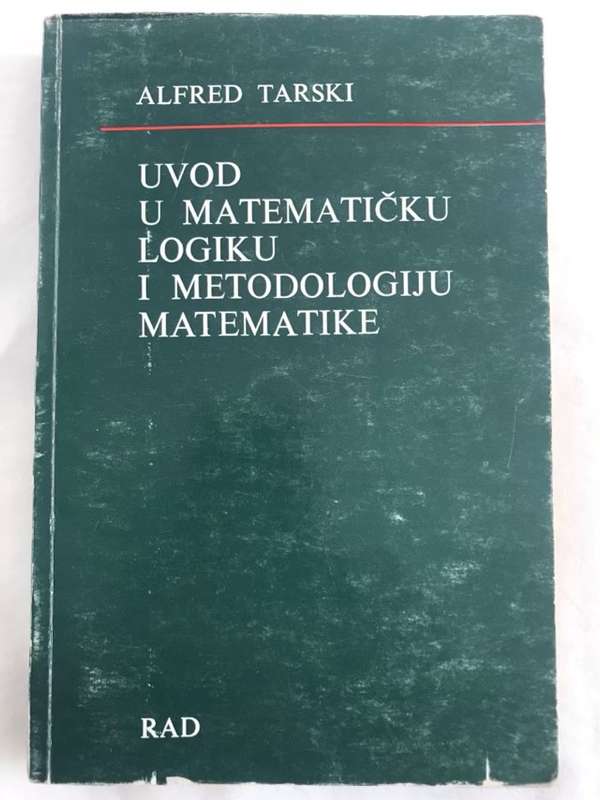 ALFRED TARSKI
UVOD
U MATEMATIČKU
LOGIKU
I METODOLOGIJU
MATEMATIKE
RAD